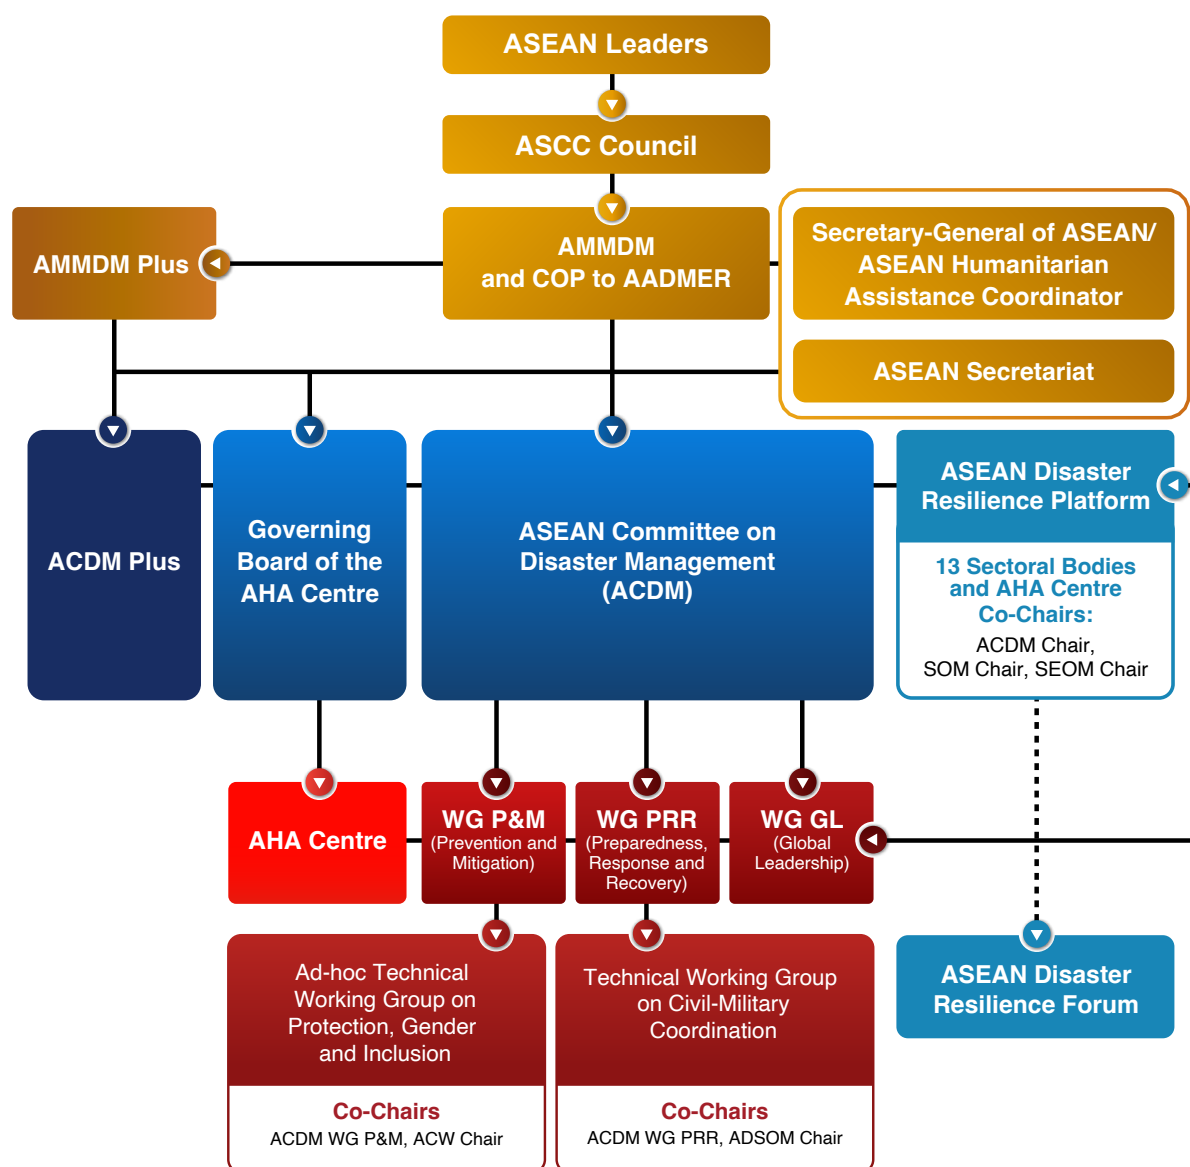 ASEAN Leaders
ASCC Council
AMMDM Plus
AMMDM
and COP to AADMER
Secretary-General of ASEAN/
ASEAN Humanitarian
Assistance Coordinator
ASEAN Secretariat
ACDM Plus
Governing
Board of the
AHA Centre
ASEAN Committee on
Disaster Management
(ACDM)
ASEAN Disaster
Resilience Platform
13 Sectoral Bodies
and AHA Centre
Co-Chairs:
ACDM Chair,
SOM Chair, SEOM Chair
AHA Centre
WG P&M
(Prevention and
Mitigation)
WG PRR
(Preparedness,
Response and
Recovery)
WG GL
(Global
Leadership)
Ad-hoc Technical
Working Group on
Protection, Gender
and Inclusion
Co-Chairs
ACDM WG P&M, ACW Chair
Technical Working Group
on Civil-Military
Coordination
Co-Chairs
ACDM WG PRR, ADSOM Chair
ASEAN Disaster
Resilience Forum